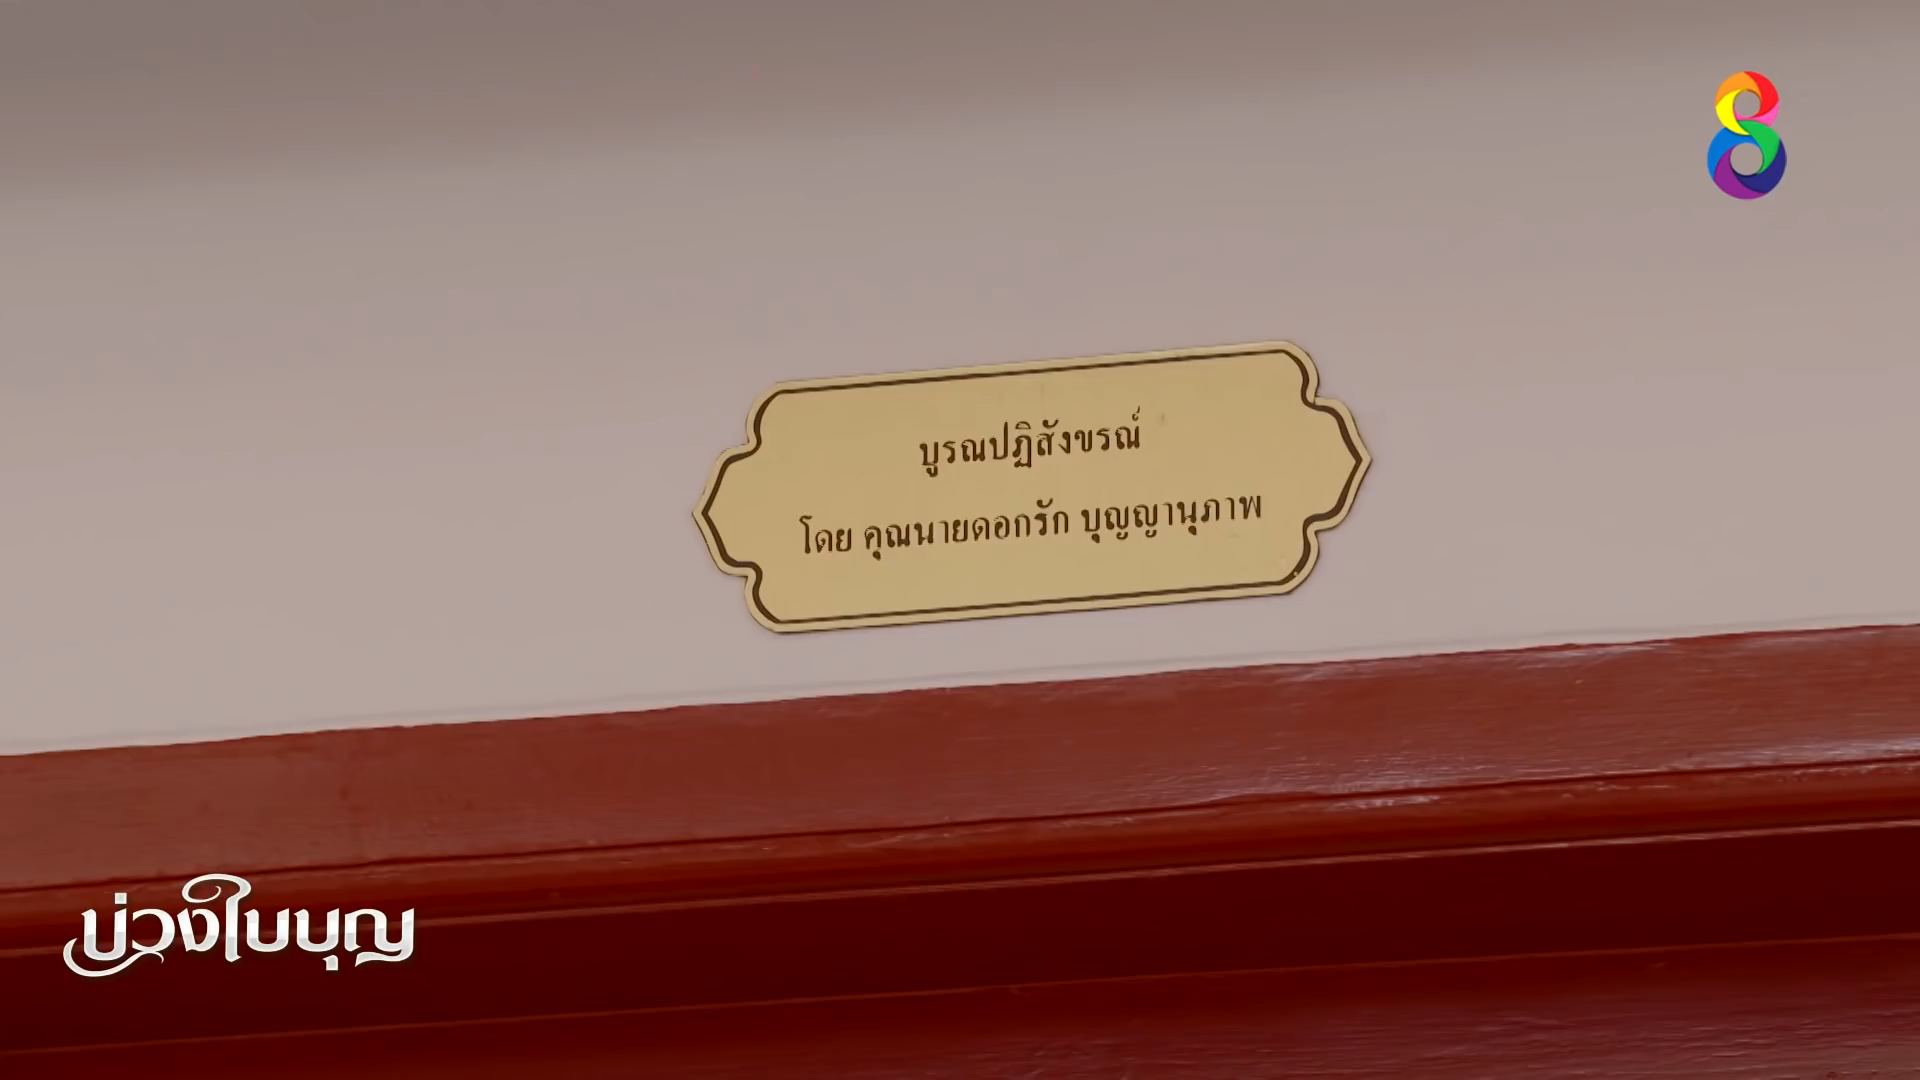 บูรณปฏิสังขรณ์
โดย คุณนายดอกรัก บุญญานุภาพ
บ่วงใบบุญ
8